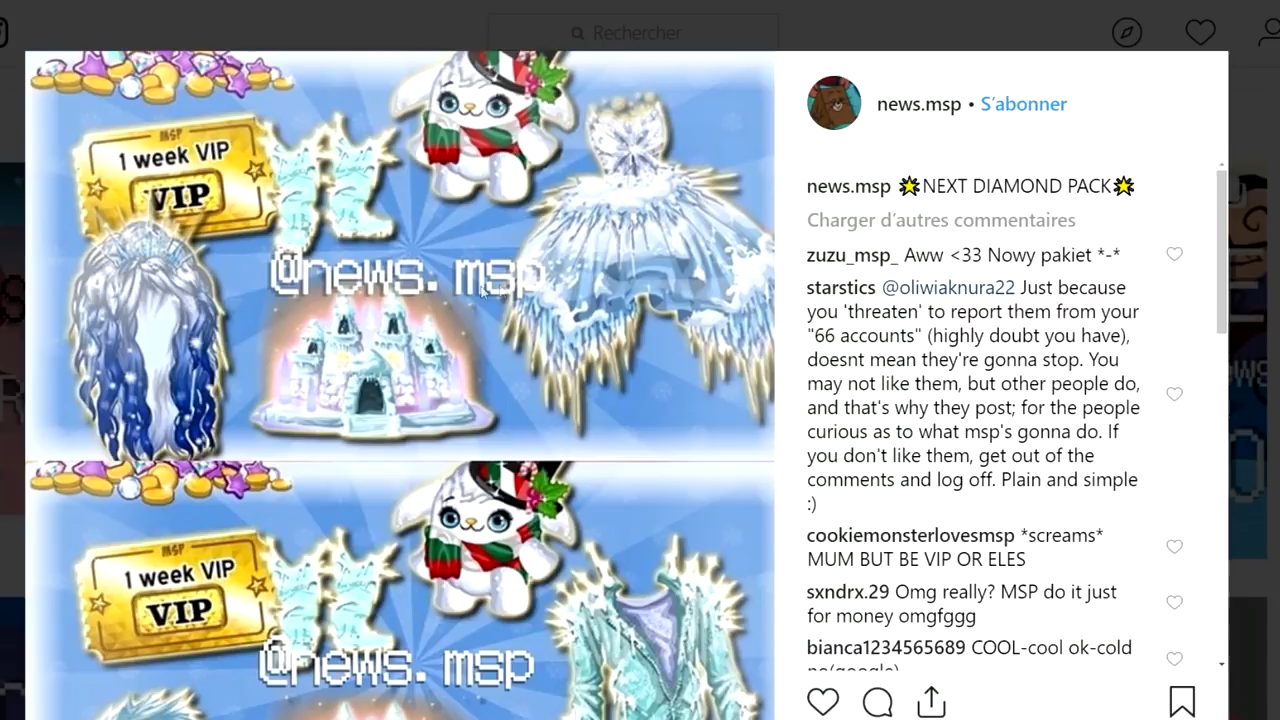 Rechercher
MSP
1 week VIP
VIP
@news. msp
MSP
1 week VIP
VIP
@news. msp
news.msp • S'abonner
news.msp 🌟NEXT DIAMOND PACK🌟
Charger d'autres commentaires
zuzu_msp_ Aww <33 Nowy pakiet *-*
starstics @oliwiaknura22 Just because
you 'threaten' to report them from your
"66 accounts" (highly doubt you have),
doesnt mean they're gonna stop. You
may not like them, but other people do,
and that's why they post; for the people
curious as to what msp's gonna do. If
you don't like them, get out of the
comments and log off. Plain and simple
:)
cookiemonsterlovesmsp *screams*
MUM BUT BE VIP OR ELES
sxndrx.29 Omg really? MSP do it just
for money omgfggg
bianca1234565689 COOL-cool ok-cold
no(google)